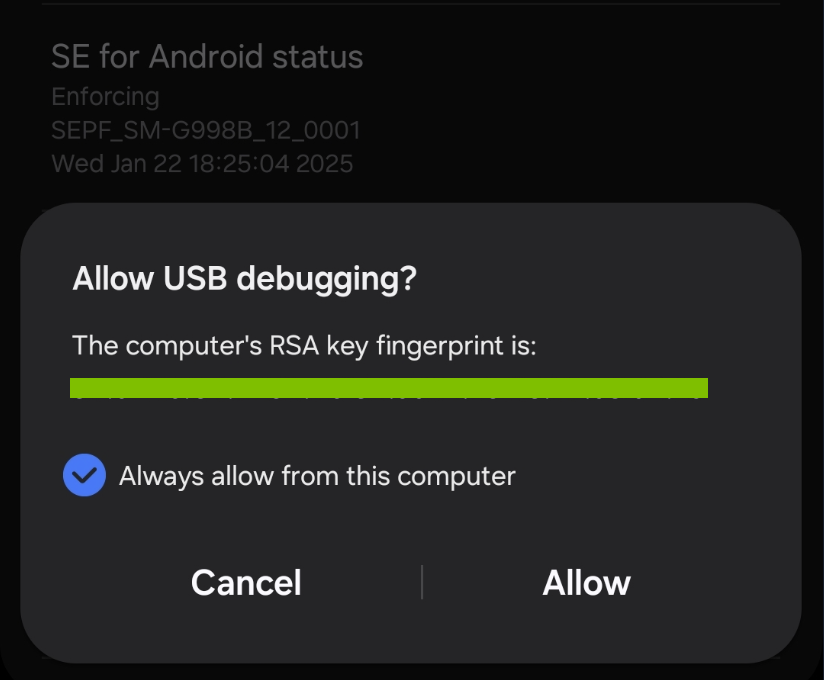 SE for Android status
Enforcing
SEPF_SM-G998B_12_0001
Wed Jan 22 18:25:04 2025
Allow USB debugging?
The computer's RSA key fingerprint is:
Always allow from this computer
Cancel
Allow